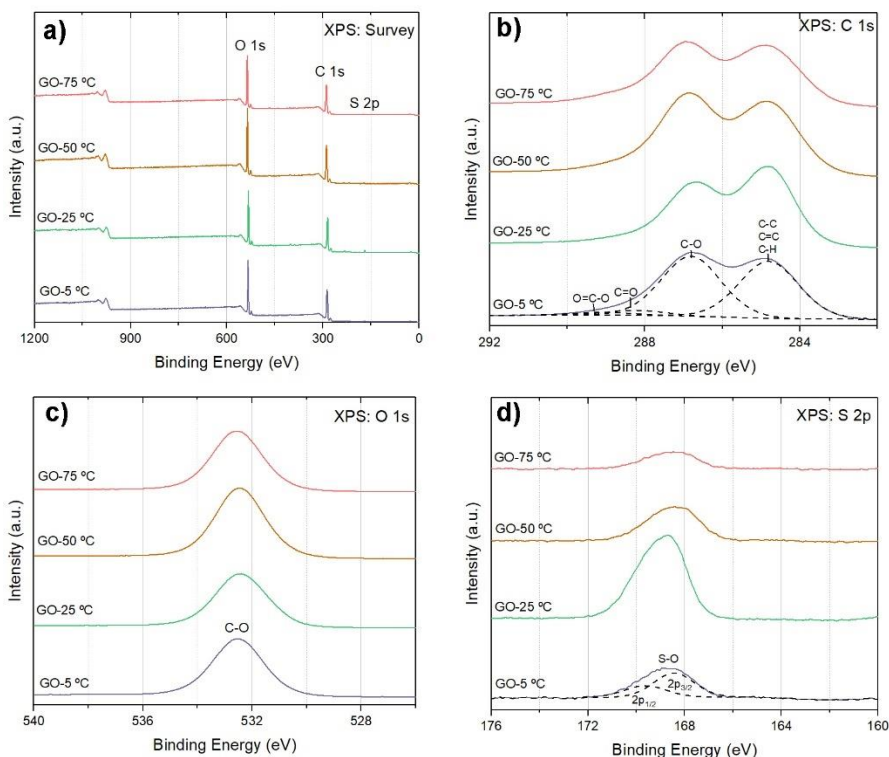 a)
XPS: Survey
O 1s
C 1s
S 2p
GO-75 ºC
GO-50 ºC
GO-25 ºC
GO-5 ºC
Intensity (a.u.)
1200 900 600 300 0
Binding Energy (eV)
b)
XPS: C 1s
GO-75 ºC
GO-50 ºC
GO-25 ºC
GO-5 ºC
C-O
C-C
C=C
C-H
O=C-O
C=O
Intensity (a.u.)
292 288 284
Binding Energy (eV)
c)
XPS: O 1s
GO-75 ºC
GO-50 ºC
GO-25 ºC
GO-5 ºC
C-O
Intensity (a.u.)
540 536 532 528
Binding Energy (eV)
d)
XPS: S 2p
GO-75 ºC
GO-50 ºC
GO-25 ºC
GO-5 ºC
S-O
2p3/2
2p1/2
Intensity (a.u.)
176 172 168 164 160
Binding Energy (eV)